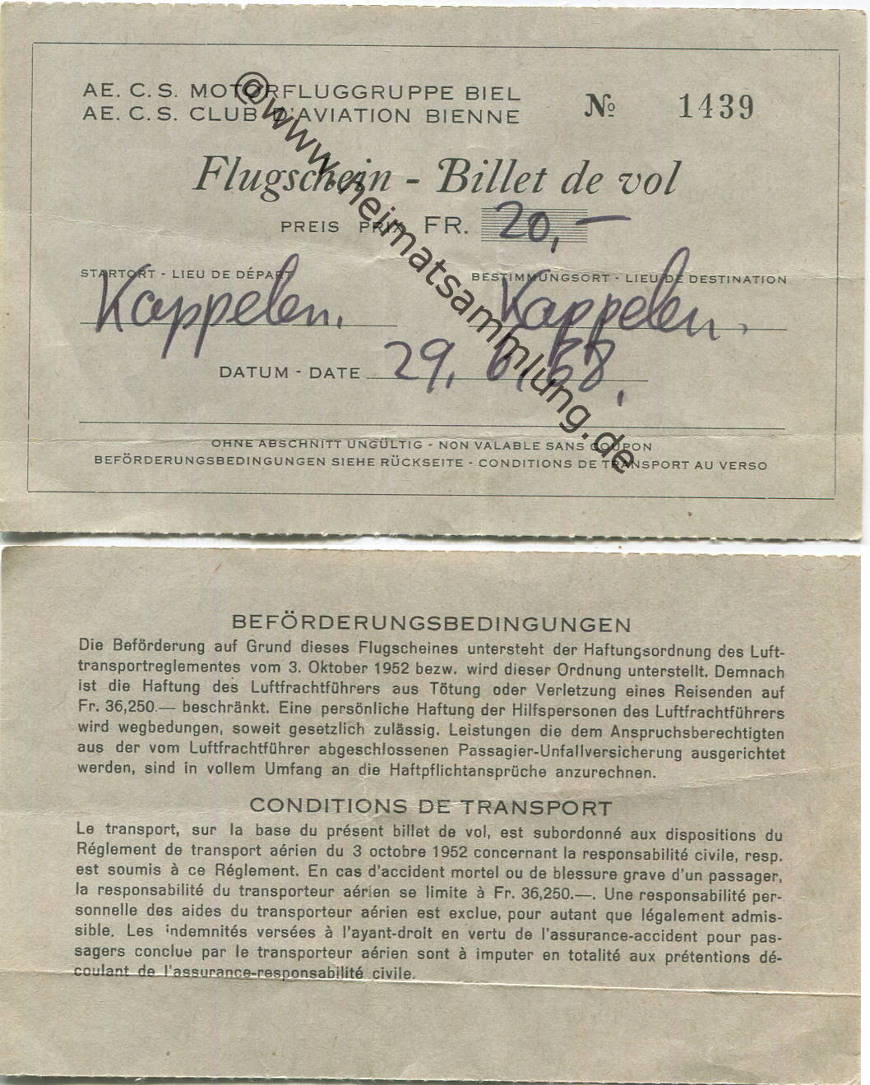 AE. C. S. MOTORFLUGGRUPPE BIEL
AE. C. S. CLUB D'AVIATION BIENNE
№ 1439
Flugschein - Billet de vol
PREIS PRIX FR. 20,—
STARTORT - LIEU DE DÉPART
BESTIMMUNGSORT - LIEU DE DESTINATION
Kappelen.
Kappelen.
DATUM - DATE 29. 6. 68.
OHNE ABSCHNITT UNGÜLTIG - NON VALABLE SANS COUPON
BEFÖRDERUNGSBEDINGUNGEN SIEHE RÜCKSEITE - CONDITIONS DE TRANSPORT AU VERSO
@www.heimatsammlung.de
BEFÖRDERUNGSBEDINGUNGEN
Die Beförderung auf Grund dieses Flugscheines untersteht der Haftungsordnung des Luft-
transportreglementes vom 3. Oktober 1952 bezw. wird dieser Ordnung unterstellt. Demnach
ist die Haftung des Luftfrachtführers aus Tötung oder Verletzung eines Reisenden auf
Fr. 36,250.— beschränkt. Eine persönliche Haftung der Hilfspersonen des Luftfrachtführers
wird wegbedungen, soweit gesetzlich zulässig. Leistungen die dem Anspruchsberechtigten
aus der vom Luftfrachtführer abgeschlossenen Passagier-Unfallversicherung ausgerichtet
werden, sind in vollem Umfang an die Haftpflichtansprüche anzurechnen.
CONDITIONS DE TRANSPORT
Le transport, sur la base du présent billet de vol, est subordonné aux dispositions du
Réglement de transport aérien du 3 octobre 1952 concernant la responsabilité civile, resp.
est soumis à ce Réglement. En cas d'accident mortel ou de blessure grave d'un passager,
la responsabilité du transporteur aérien se limite à Fr. 36,250.—. Une responsabilité per-
sonnelle des aides du transporteur aérien est exclue, pour autant que légalement admis-
sible. Les indemnités versées à l'ayant-droit en vertu de l'assurance-accident pour pas-
sagers conclue par le transporteur aérien sont à imputer en totalité aux prétentions dé-
coulant de l'assurance-responsabilité civile.